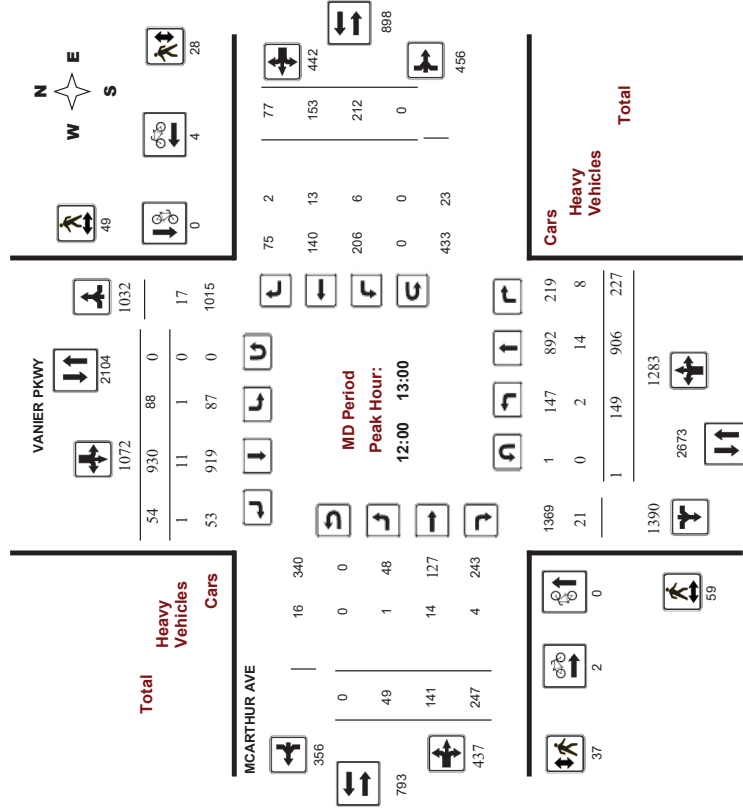 N
W E
S
VANIER PKWY
MCARTHUR AVE
49
28
0
4
1072
2104
1032
Total
54 930 88 0
Heavy Vehicles
1 11 1 0 17
Cars
53 919 87 0 1015
MD Period
Peak Hour:
12:00 13:00
75 2 77
140 13 153
206 6 212
0 0 0
433 23
442
898
456
340 16
356
0 0 0
48 1 49
127 14 141
243 4 247
793
437
Cars
1369 1 147 892 219
Heavy Vehicles
21 0 2 14 8
Total
1 149 906 227
1390
2673
1283
37
2
0
59